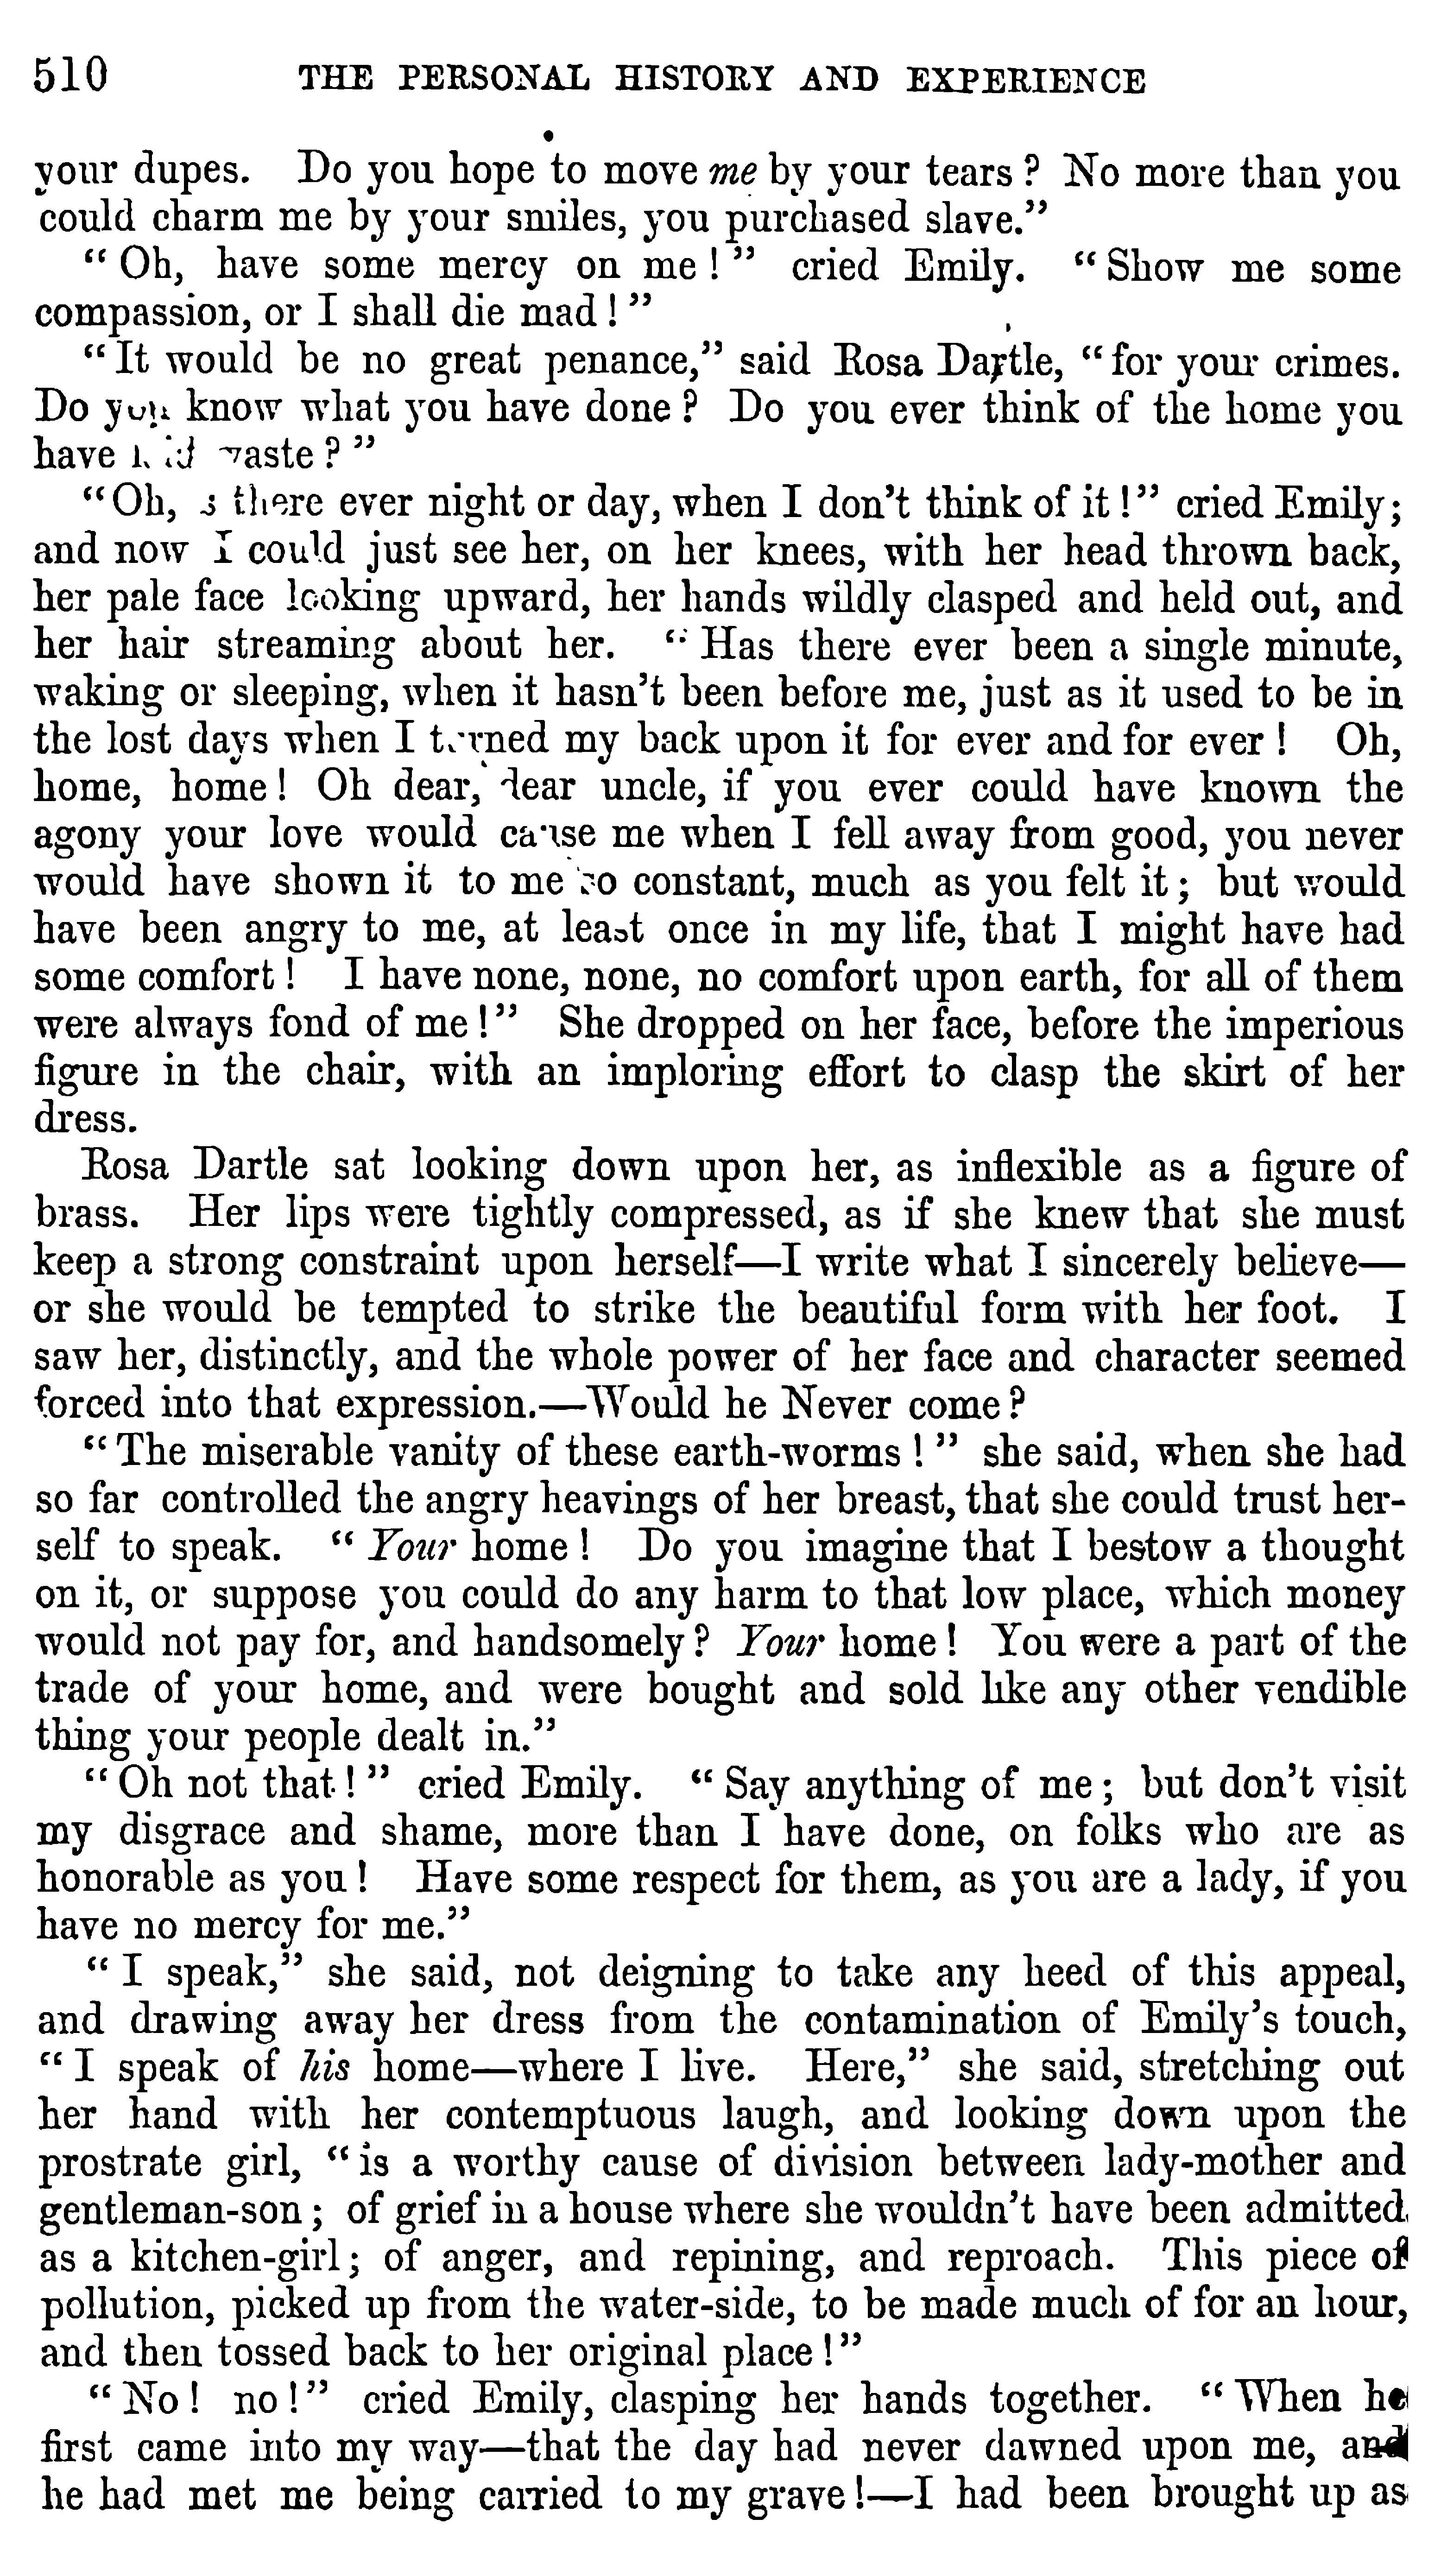 510 THE PERSONAL HISTORY AND EXPERIENCE
your dupes. Do you hope to move me by your tears? No more than you
could charm me by your smiles, you purchased slave."
"Oh, have some mercy on me!" cried Emily. "Show me some
compassion, or I shall die mad!"
"It would be no great penance," said Rosa Dartle, "for your crimes.
Do you know what you have done? Do you ever think of the home you
have waste?"
"Oh, there ever night or day, when I don't think of it!" cried Emily;
and now I could just see her, on her knees, with her head thrown back,
her pale face looking upward, her hands wildly clasped and held out, and
her hair streaming about her. "Has there ever been a single minute,
waking or sleeping, when it hasn't been before me, just as it used to be in
the lost days when I turned my back upon it for ever and for ever! Oh,
home, home! Oh dear, dear uncle, if you ever could have known the
agony your love would cause me when I fell away from good, you never
would have shown it to me so constant, much as you felt it; but would
have been angry to me, at least once in my life, that I might have had
some comfort! I have none, none, no comfort upon earth, for all of them
were always fond of me!" She dropped on her face, before the imperious
figure in the chair, with an imploring effort to clasp the skirt of her
dress.
Rosa Dartle sat looking down upon her, as inflexible as a figure of
brass. Her lips were tightly compressed, as if she knew that she must
keep a strong constraint upon herself—I write what I sincerely believe—
or she would be tempted to strike the beautiful form with her foot. I
saw her, distinctly, and the whole power of her face and character seemed
forced into that expression.—Would he Never come?
"The miserable vanity of these earth-worms!" she said, when she had
so far controlled the angry heavings of her breast, that she could trust her-
self to speak. "Your home! Do you imagine that I bestow a thought
on it, or suppose you could do any harm to that low place, which money
would not pay for, and handsomely? Your home! You were a part of the
trade of your home, and were bought and sold like any other vendible
thing your people dealt in."
"Oh not that!" cried Emily. "Say anything of me; but don't visit
my disgrace and shame, more than I have done, on folks who are as
honorable as you! Have some respect for them, as you are a lady, if you
have no mercy for me."
"I speak," she said, not deigning to take any heed of this appeal,
and drawing away her dress from the contamination of Emily's touch,
"I speak of his home—where I live. Here," she said, stretching out
her hand with her contemptuous laugh, and looking down upon the
prostrate girl, "is a worthy cause of division between lady-mother and
gentleman-son; of grief in a house where she wouldn't have been admitted
as a kitchen-girl; of anger, and repining, and reproach. This piece of
pollution, picked up from the water-side, to be made much of for an hour,
and then tossed back to her original place!"
"No! no!" cried Emily, clasping her hands together. "When he
first came into my way—that the day had never dawned upon me, and
he had met me being carried to my grave!—I had been brought up as